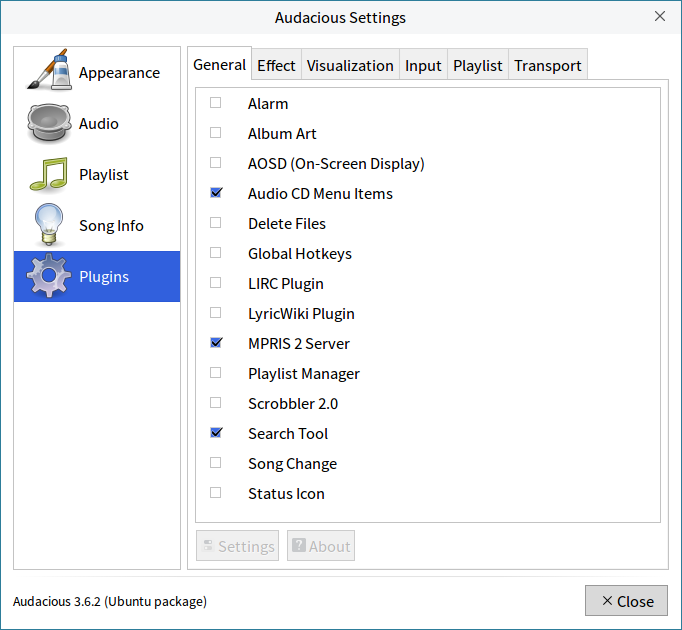 Audacious Settings
Appearance
Audio
Playlist
Song Info
Plugins
General Effect Visualization Input Playlist Transport
Alarm
Album Art
AOSD (On-Screen Display)
Audio CD Menu Items
Delete Files
Global Hotkeys
LIRC Plugin
LyricWiki Plugin
MPRIS 2 Server
Playlist Manager
Scrobbler 2.0
Search Tool
Song Change
Status Icon
Settings About
Audacious 3.6.2 (Ubuntu package)
Close